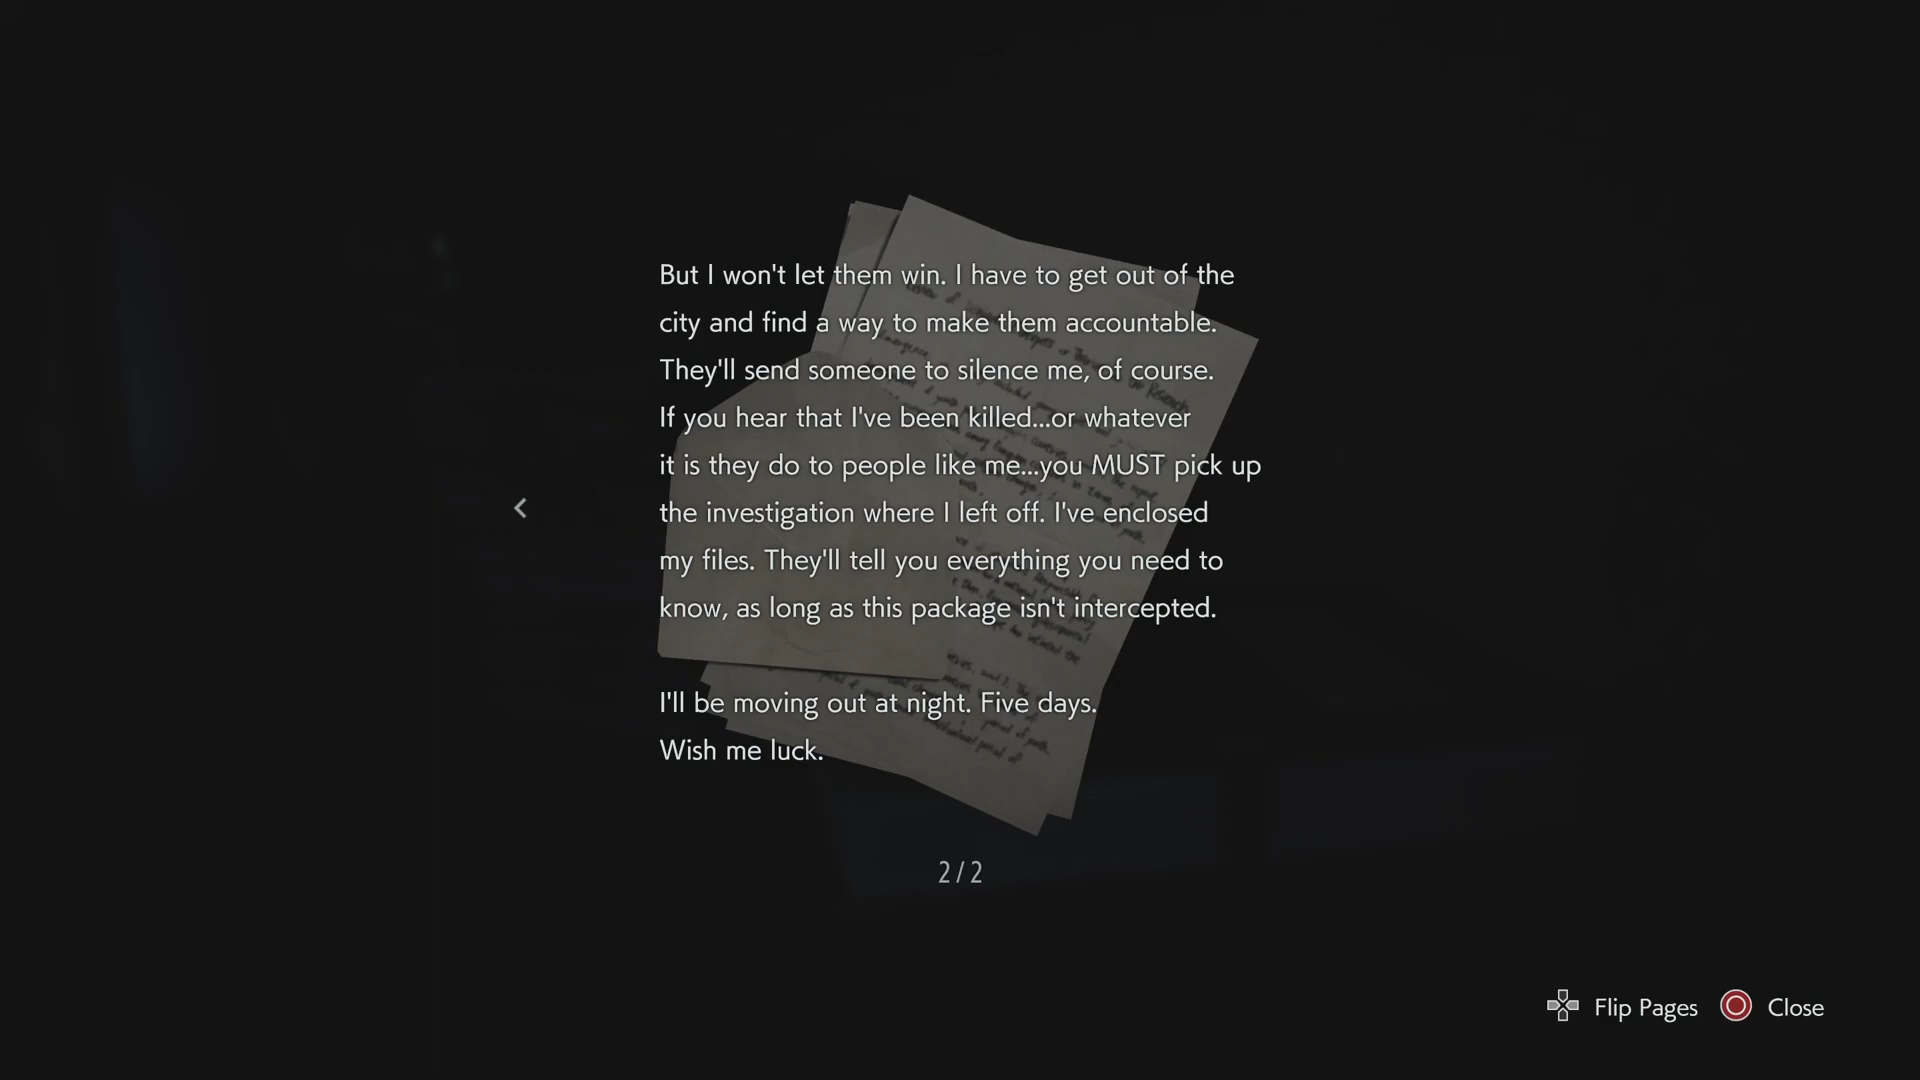 But I won't let them win. I have to get out of the
city and find a way to make them accountable.
They'll send someone to silence me, of course.
If you hear that I've been killed...or whatever
it is they do to people like me...you MUST pick up
the investigation where I left off. I've enclosed
my files. They'll tell you everything you need to
know, as long as this package isn't intercepted.
I'll be moving out at night. Five days.
Wish me luck.
2 / 2
Flip Pages
Close